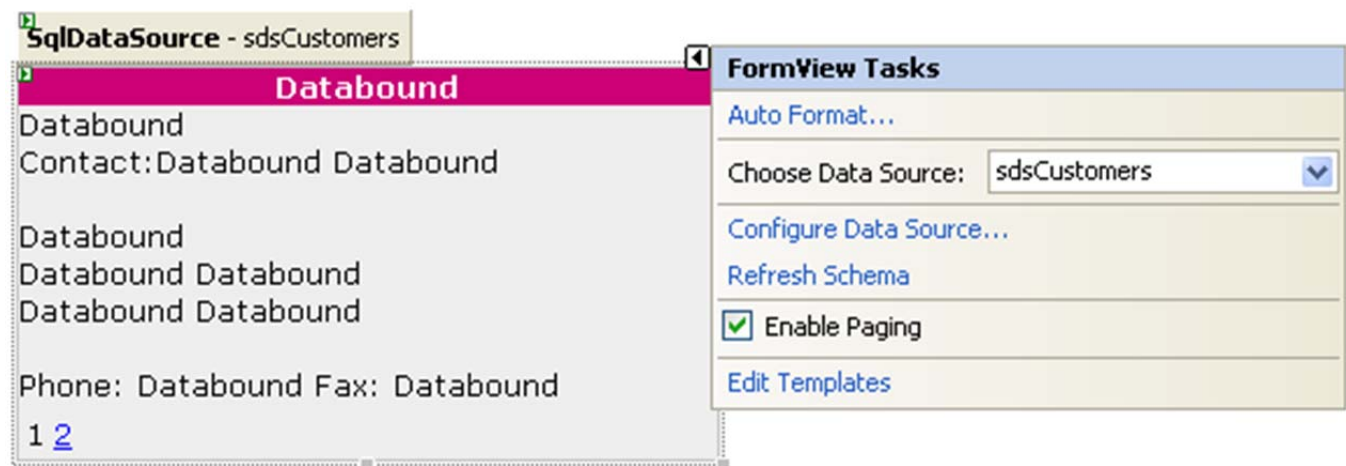 SqlDataSource - sdsCustomers
Databound
Databound
Contact:Databound Databound
Databound
Databound Databound
Databound Databound
Phone: Databound Fax: Databound
1 2
FormView Tasks
Auto Format...
Choose Data Source: sdsCustomers
Configure Data Source...
Refresh Schema
Enable Paging
Edit Templates